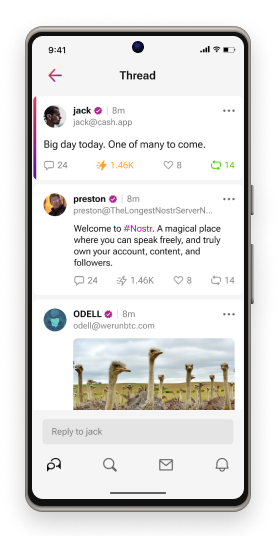 9:41
Thread
jack 8m
jack@cash.app
Big day today. One of many to come.
24 1.46K 8 14
preston 8m
preston@TheLongestNostrServerN...
Welcome to #Nostr. A magical place
where you can speak freely, and truly
own your account, content, and
followers.
24 1.46K 8 14
ODELL 8m
odell@werunbtc.com
Reply to jack